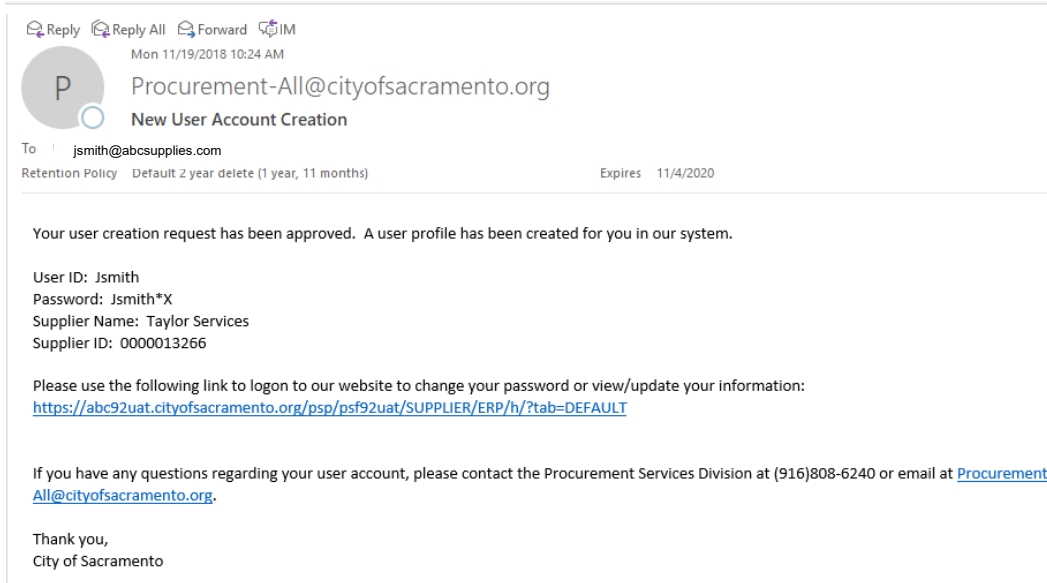 Reply Reply All Forward IM
Mon 11/19/2018 10:24 AM
P
Procurement-All@cityofsacramento.org
New User Account Creation
To jsmith@abcsupplies.com
Retention Policy Default 2 year delete (1 year, 11 months) Expires 11/4/2020
Your user creation request has been approved. A user profile has been created for you in our system.
User ID: Jsmith
Password: Jsmith*X
Supplier Name: Taylor Services
Supplier ID: 0000013266
Please use the following link to logon to our website to change your password or view/update your information:
https://abc92uat.cityofsacramento.org/psp/psf92uat/SUPPLIER/ERP/h/?tab=DEFAULT
If you have any questions regarding your user account, please contact the Procurement Services Division at (916)808-6240 or email at Procurement
All@cityofsacramento.org.
Thank you,
City of Sacramento